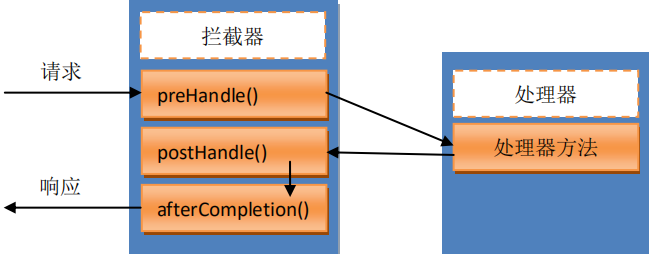 拦截器
请求
preHandle()
处理器
postHandle()
处理器方法
响应
afterCompletion()